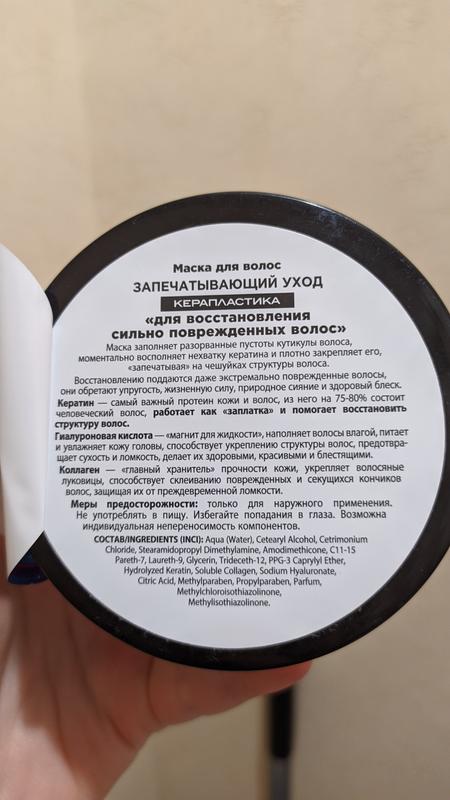 Маска для волос
ЗАПЕЧАТЫВАЮЩИЙ УХОД
КЕРАПЛАСТИКА
«для восстановления
сильно поврежденных волос»
Маска заполняет разорванные пустоты кутикулы волоса,
моментально восполняет нехватку кератина и плотно закрепляет его,
«запечатывая» на чешуйках структуры волоса.
Восстановлению поддаются даже экстремально поврежденные волосы,
они обретают упругость, жизненную силу, природное сияние и здоровый блеск.
Кератин — самый важный протеин кожи и волос, из него на 75-80% состоит
человеческий волос, работает как «заплатка» и помогает восстановить
структуру волос.
Гиалуроновая кислота — «магнит для жидкости», наполняет волосы влагой, питает
и увлажняет кожу головы, способствует укреплению структуры волос, предотвра-
щает сухость и ломкость, делает их здоровыми, красивыми и блестящими.
Коллаген — «главный хранитель» прочности кожи, укрепляет волосяные
луковицы, способствует склеиванию поврежденных и секущихся кончиков
волос, защищая их от преждевременной ломкости.
Меры предосторожности: только для наружного применения.
Не употреблять в пищу. Избегайте попадания в глаза. Возможна
индивидуальная непереносимость компонентов.
СОСТАВ/INGREDIENTS (INCI): Aqua (Water), Cetearyl Alcohol, Cetrimonium
Chloride, Stearamidopropyl Dimethylamine, Amodimethicone, C11-15
Pareth-7, Laureth-9, Glycerin, Trideceth-12, PPG-3 Caprylyl Ether,
Hydrolyzed Keratin, Soluble Collagen, Sodium Hyaluronate,
Citric Acid, Methylparaben, Propylparaben, Parfum,
Methylchloroisothiazolinone,
Methylisothiazolinone.